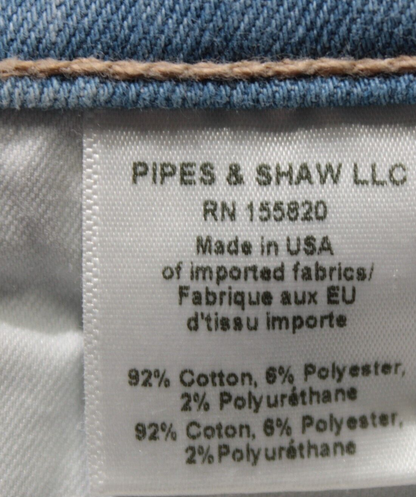 PIPES & SHAW LLC
RN 155820
Made in USA
of imported fabrics/
Fabrique aux EU
d'tissu importe
92% Cotton, 6% Polyester,
2% Polyuréthane
92% Coton, 6% Polyester,
2% Polyuréthane